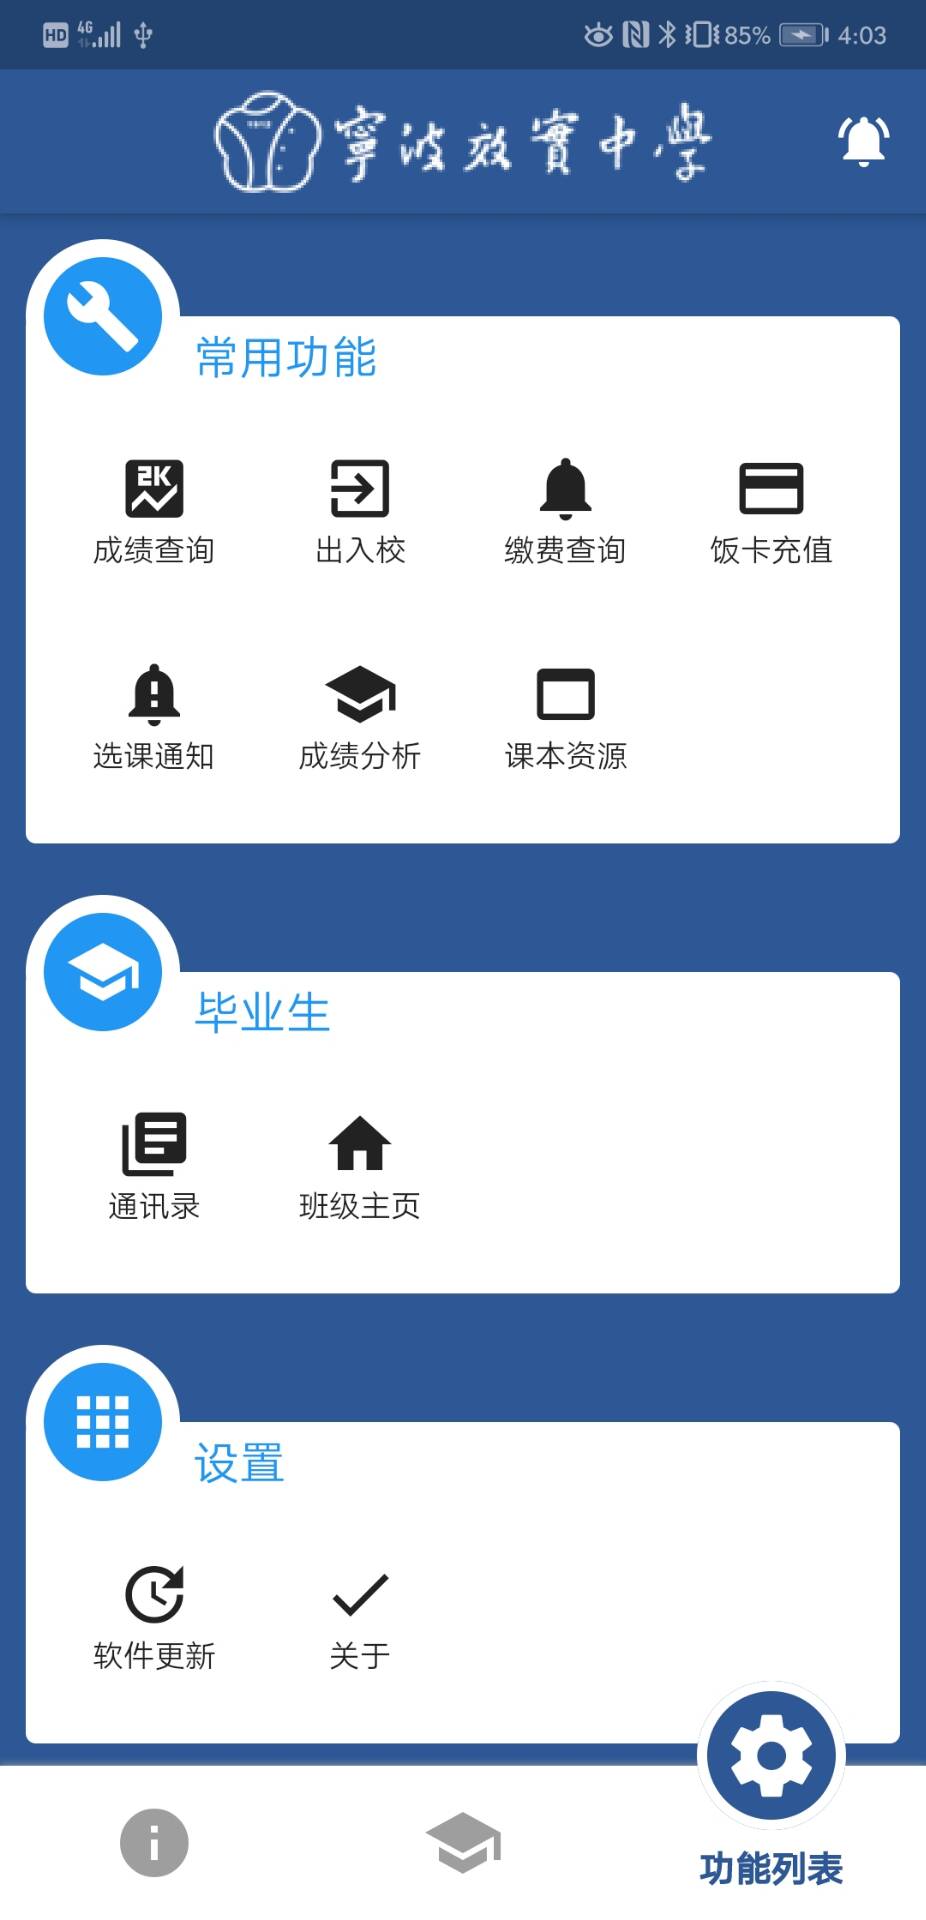 HD 4G 85% 4:03
寧波效實中學
常用功能
2K
成绩查询 出入校 缴费查询 饭卡充值
选课通知 成绩分析 课本资源
毕业生
通讯录 班级主页
设置
软件更新 关于
功能列表